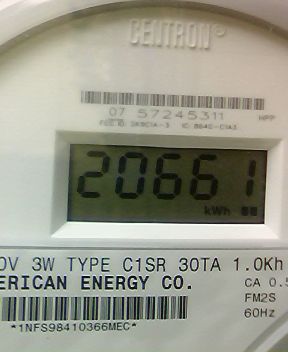 CENTRON®
07 57245311
20661
kWh
0V 3W TYPE C1SR 30TA 1.0Kh
ERICAN ENERGY CO.
CA 0.5
FM2S
60Hz
*1NFS98410366MEC*